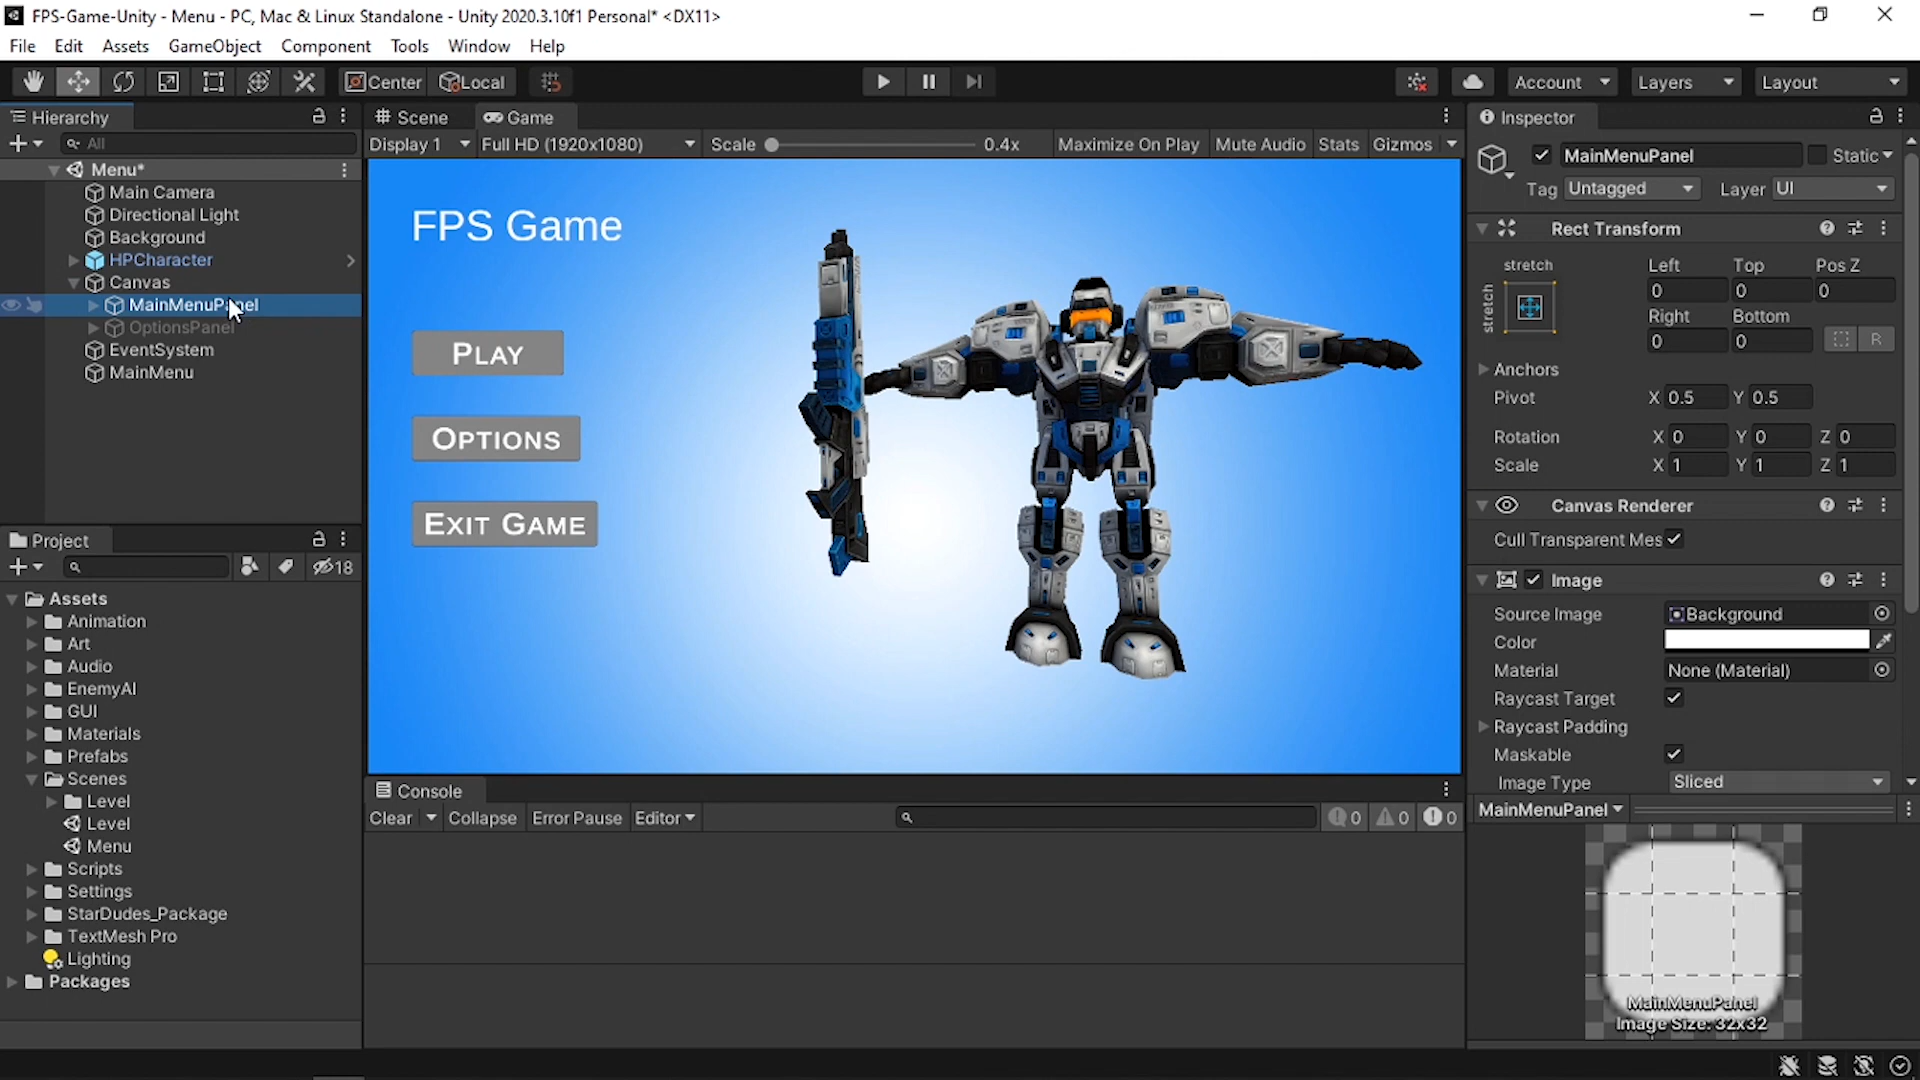 FPS-Game-Unity - Menu - PC, Mac & Linux Standalone - Unity 2020.3.10f1 Personal* <DX11>
File Edit Assets GameObject Component Tools Window Help
Center Local Account Layers Layout
Hierarchy
All
Menu*
Main Camera
Directional Light
Background
HPCharacter
Canvas
MainMenuPanel
OptionsPanel
EventSystem
MainMenu
Project
18
Assets
Animation
Art
Audio
EnemyAI
GUI
Materials
Prefabs
Scenes
Level
Level
Menu
Scripts
Settings
StarDudes_Package
TextMesh Pro
Lighting
Packages
Scene Game
Display 1 Full HD (1920x1080) Scale 0.4x Maximize On Play Mute Audio Stats Gizmos
FPS Game
PLAY
OPTIONS
EXIT GAME
Console
Clear Collapse Error Pause Editor 0 0 0
Inspector
MainMenuPanel Static
Tag Untagged Layer UI
Rect Transform
stretch
stretch
Left Top Pos Z
0 0 0
Right Bottom
0 0 R
Anchors
Pivot X 0.5 Y 0.5
Rotation X 0 Y 0 Z 0
Scale X 1 Y 1 Z 1
Canvas Renderer
Cull Transparent Mes
Image
Source Image Background
Color
Material None (Material)
Raycast Target
Raycast Padding
Maskable
Image Type Sliced
MainMenuPanel
MainMenuPanel
Image Size: 32x32